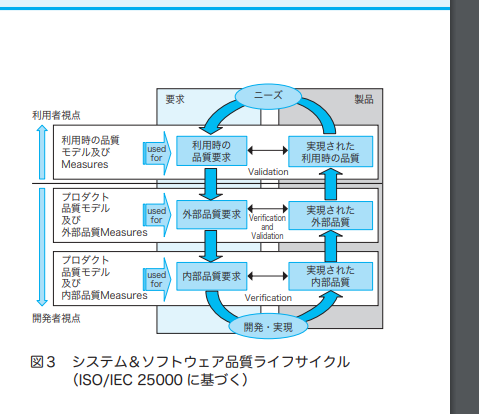 要求
ニーズ
製品
利用者視点
利用時の品質
モデル及び
Measures
used
for
利用時の
品質要求
Validation
実現された
利用時の品質
プロダクト
品質モデル
及び
外部品質Measures
used
for
外部品質要求
Verification
and
Validation
実現された
外部品質
プロダクト
品質モデル
及び
内部品質Measures
used
for
内部品質要求
Verification
実現された
内部品質
開発者視点
開発・実現
図3 システム&ソフトウェア品質ライフサイクル
(ISO/IEC 25000 に基づく)